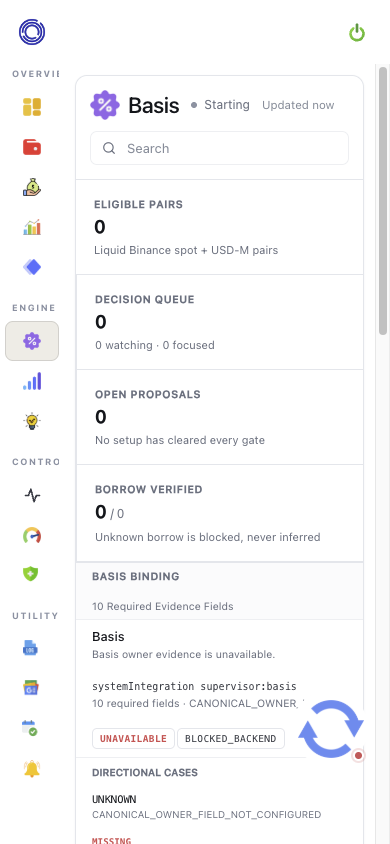 OVERVIE
Basis
Starting
Updated now
Search
ELIGIBLE PAIRS
0
Liquid Binance spot + USD-M pairs
ENGINE
DECISION QUEUE
0
0 watching · 0 focused
OPEN PROPOSALS
0
No setup has cleared every gate
CONTRO
BORROW VERIFIED
0 / 0
Unknown borrow is blocked, never inferred
BASIS BINDING
10 Required Evidence Fields
UTILITY
Basis
Basis owner evidence is unavailable.
systemIntegration supervisor:basis
10 required fields · CANONICAL_OWNER_
UNAVAILABLE
BLOCKED_BACKEND
DIRECTIONAL CASES
UNKNOWN
CANONICAL_OWNER_FIELD_NOT_CONFIGURED
MISSING